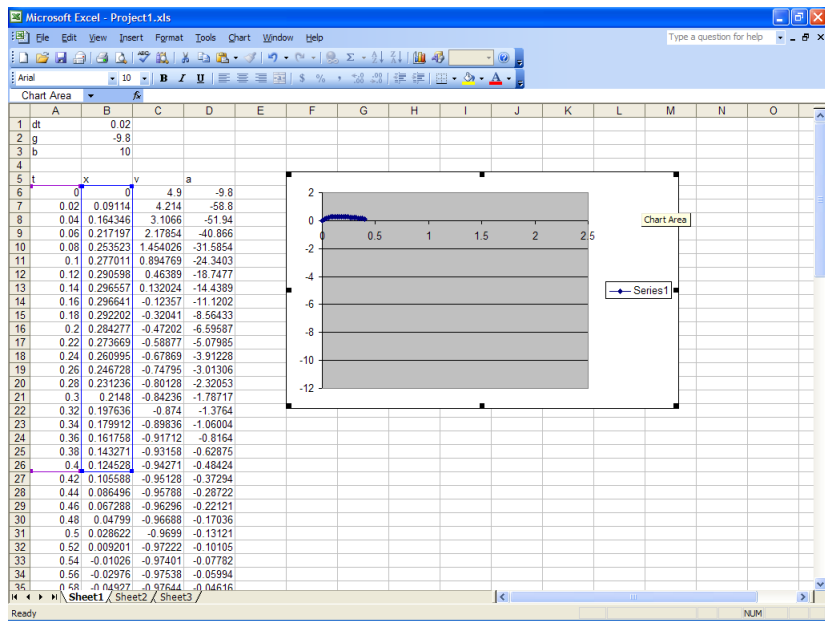 Microsoft Excel - Project1.xls
File Edit View Insert Format Tools Chart Window Help Type a question for help
Arial 10 B I U $ % ,
Chart Area fx
A B C D E F G H I J K L M N O
1 dt 0.02
2 g -9.8
3 b 10
4
5 t x v a
6 0 0 4.9 -9.8
7 0.02 0.09114 4.214 -58.8
8 0.04 0.164346 3.1066 -51.94
9 0.06 0.217197 2.17854 -40.866
10 0.08 0.253523 1.454026 -31.5854
11 0.1 0.277011 0.894769 -24.3403
12 0.12 0.290598 0.46389 -18.7477
13 0.14 0.296557 0.132024 -14.4389
14 0.16 0.296641 -0.12357 -11.1202
15 0.18 0.292202 -0.32041 -8.56433
16 0.2 0.284277 -0.47202 -6.59587
17 0.22 0.273669 -0.58877 -5.07985
18 0.24 0.260995 -0.67869 -3.91228
19 0.26 0.246728 -0.74795 -3.01306
20 0.28 0.231236 -0.80128 -2.32053
21 0.3 0.2148 -0.84236 -1.78717
22 0.32 0.197636 -0.874 -1.3764
23 0.34 0.179912 -0.89836 -1.06004
24 0.36 0.161758 -0.91712 -0.8164
25 0.38 0.143271 -0.93158 -0.62875
26 0.4 0.124528 -0.94271 -0.48424
27 0.42 0.105588 -0.95128 -0.37294
28 0.44 0.086496 -0.95788 -0.28722
29 0.46 0.067288 -0.96296 -0.22121
30 0.48 0.04799 -0.96688 -0.17036
31 0.5 0.028622 -0.9699 -0.13121
32 0.52 0.009201 -0.97222 -0.10105
33 0.54 -0.01026 -0.97401 -0.07782
34 0.56 -0.02976 -0.97538 -0.05994
35 0.58 -0.04927 -0.97644 -0.04616
2
0
0 0.5 1 1.5 2 2.5
-2
-4
-6
-8
-10
-12
Series1
Chart Area
Sheet1 Sheet2 Sheet3
Ready NUM